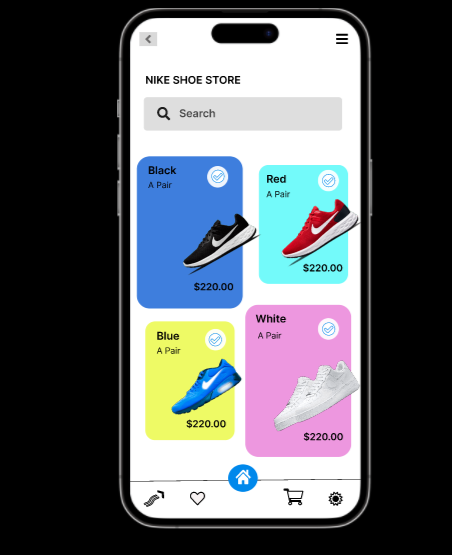 NIKE SHOE STORE
Search
Black
A Pair
$220.00
Red
A Pair
$220.00
Blue
A Pair
$220.00
White
A Pair
$220.00